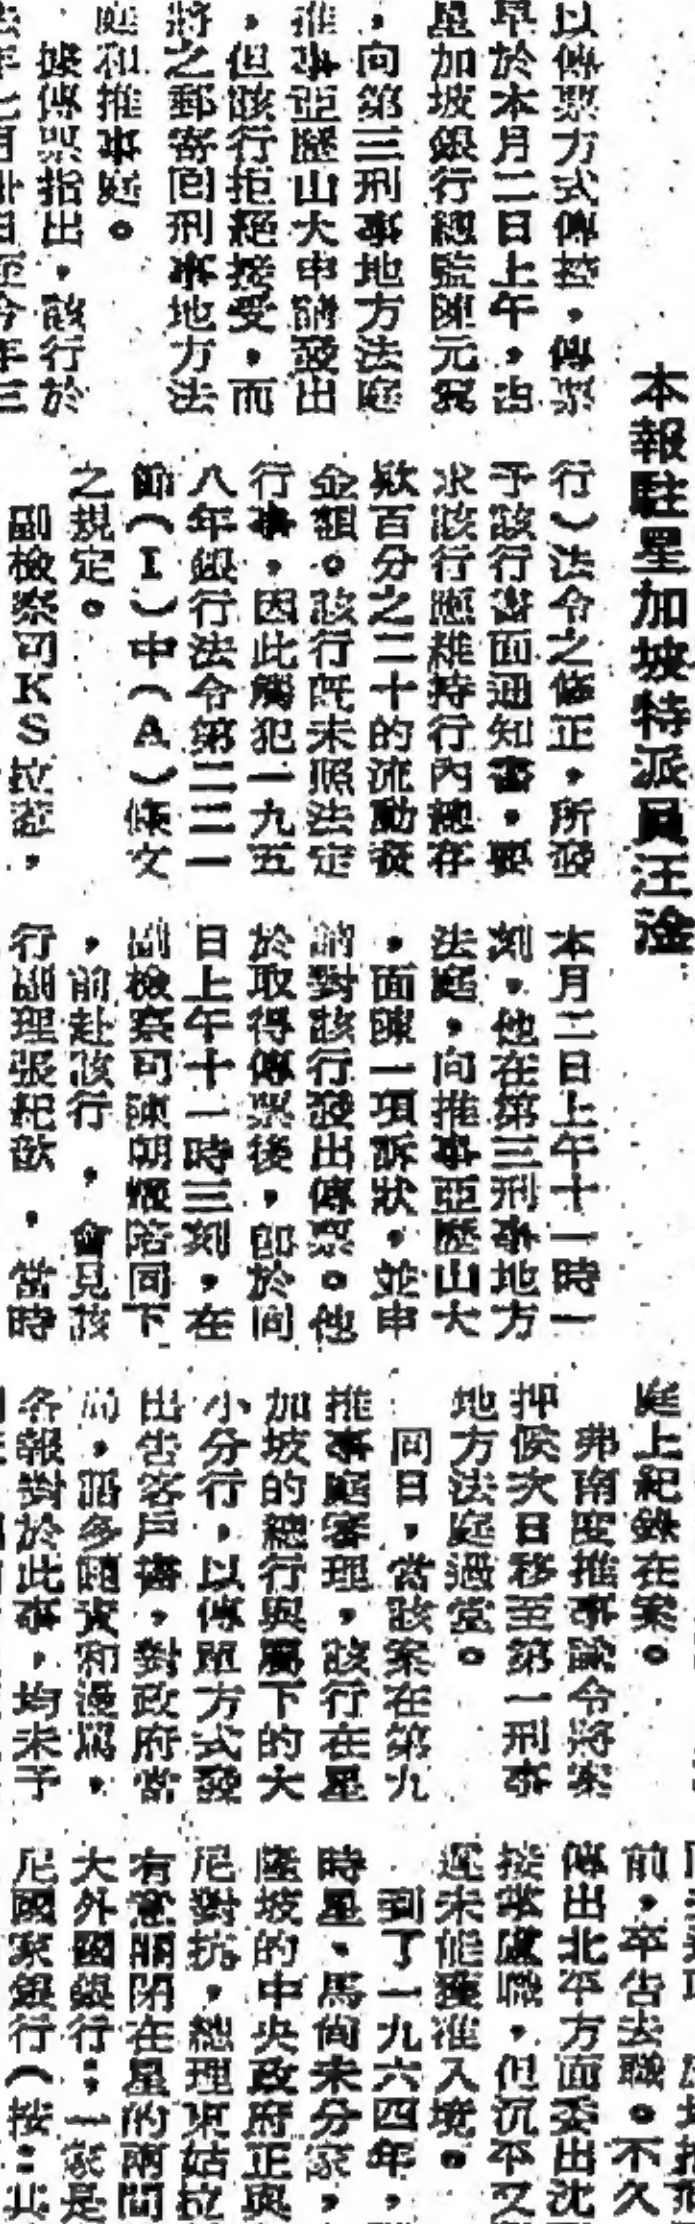 本報駐星加坡特派員汪淦
以傳票方式傳控,傳票
早於本月二日上午,由
星加坡銀行總監陳元
,向第三刑事地方法庭
推事亞歷山大申請發出
,但該行拒絕接受,而
將之郵寄回刑事地方法
庭和推事庭。
據傳票指出,該行於
年七月卅日至今年三
行)法令之修正,所發
予該行書面通知書,要
求該行應維持行內總存
款百分之二十的流動資
金額。該行既未照法定
行事,因此觸犯一九五
八年銀行法令第三二一
節(I)中(A)條文
之規定。
副檢察司KS拉茲,
本月二日上午十一時一
刻,他在第三刑事地方
法庭,向推事亞歷山大
,面陳一項訴狀,並申
請對該行發出傳票。他
於取得傳票後,即於同
日上午十一時三刻,在
副檢察司陳朝 陪同下
,前赴該行,會見該
行副理張紀歆,當時
庭上紀錄在案。
弗南度推事諭令將案
押候次日移至第一刑事
地方法庭過堂。
同日,當該案在第九
推事庭審理,該行在星
加坡的總行與屬下的大
小分行,以傳單方式發
出告客戶書,對政府當
局,諸多 責和漫罵,
各報對於此事,均未予
前,卒告去職。不久
傳出北平方面委出沈
接掌 職,但沉平又
遲未能獲准入境。
到了一九六四年,
時星、馬尚未分家,
隆坡的中央政府正與
尼對抗,總理東姑拉
有意關閉在星的兩間
大外國銀行:一家是
尼國家銀行(按: